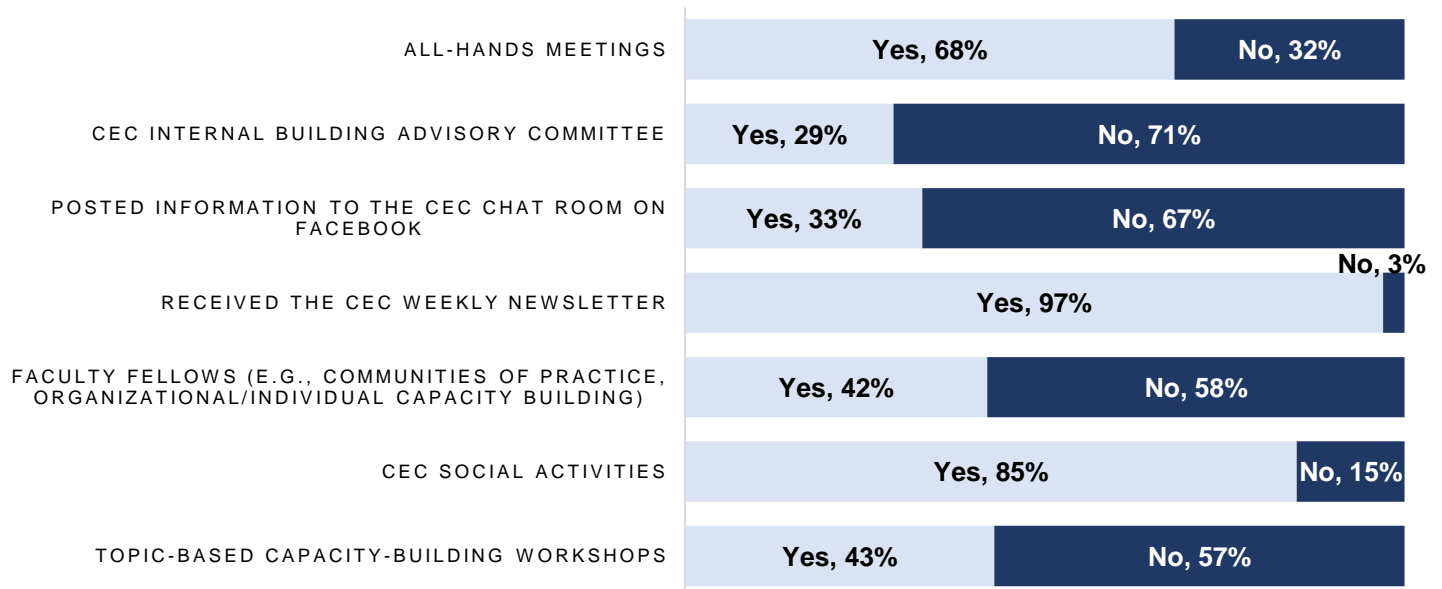 ALL-HANDS MEETINGS
Yes, 68%
No, 32%
CEC INTERNAL BUILDING ADVISORY COMMITTEE
Yes, 29%
No, 71%
POSTED INFORMATION TO THE CEC CHAT ROOM ON
FACEBOOK
Yes, 33%
No, 67%
RECEIVED THE CEC WEEKLY NEWSLETTER
Yes, 97%
No, 3%
FACULTY FELLOWS (E.G., COMMUNITIES OF PRACTICE,
ORGANIZATIONAL/INDIVIDUAL CAPACITY BUILDING)
Yes, 42%
No, 58%
CEC SOCIAL ACTIVITIES
Yes, 85%
No, 15%
TOPIC-BASED CAPACITY-BUILDING WORKSHOPS
Yes, 43%
No, 57%